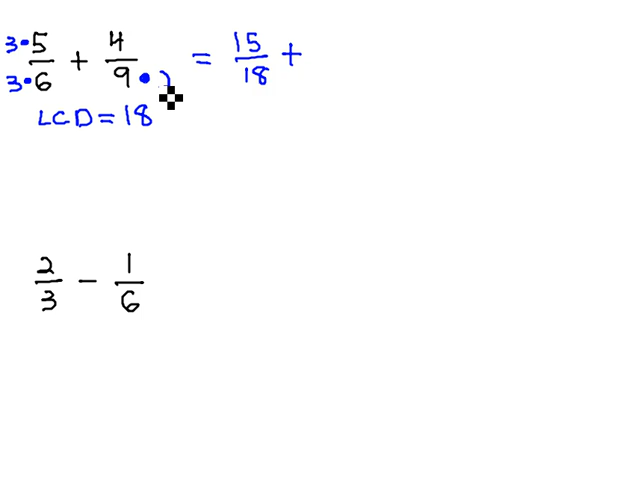 3·5/3·6 + 4/9· = 15/18 +
LCD = 18
2/3 - 1/6